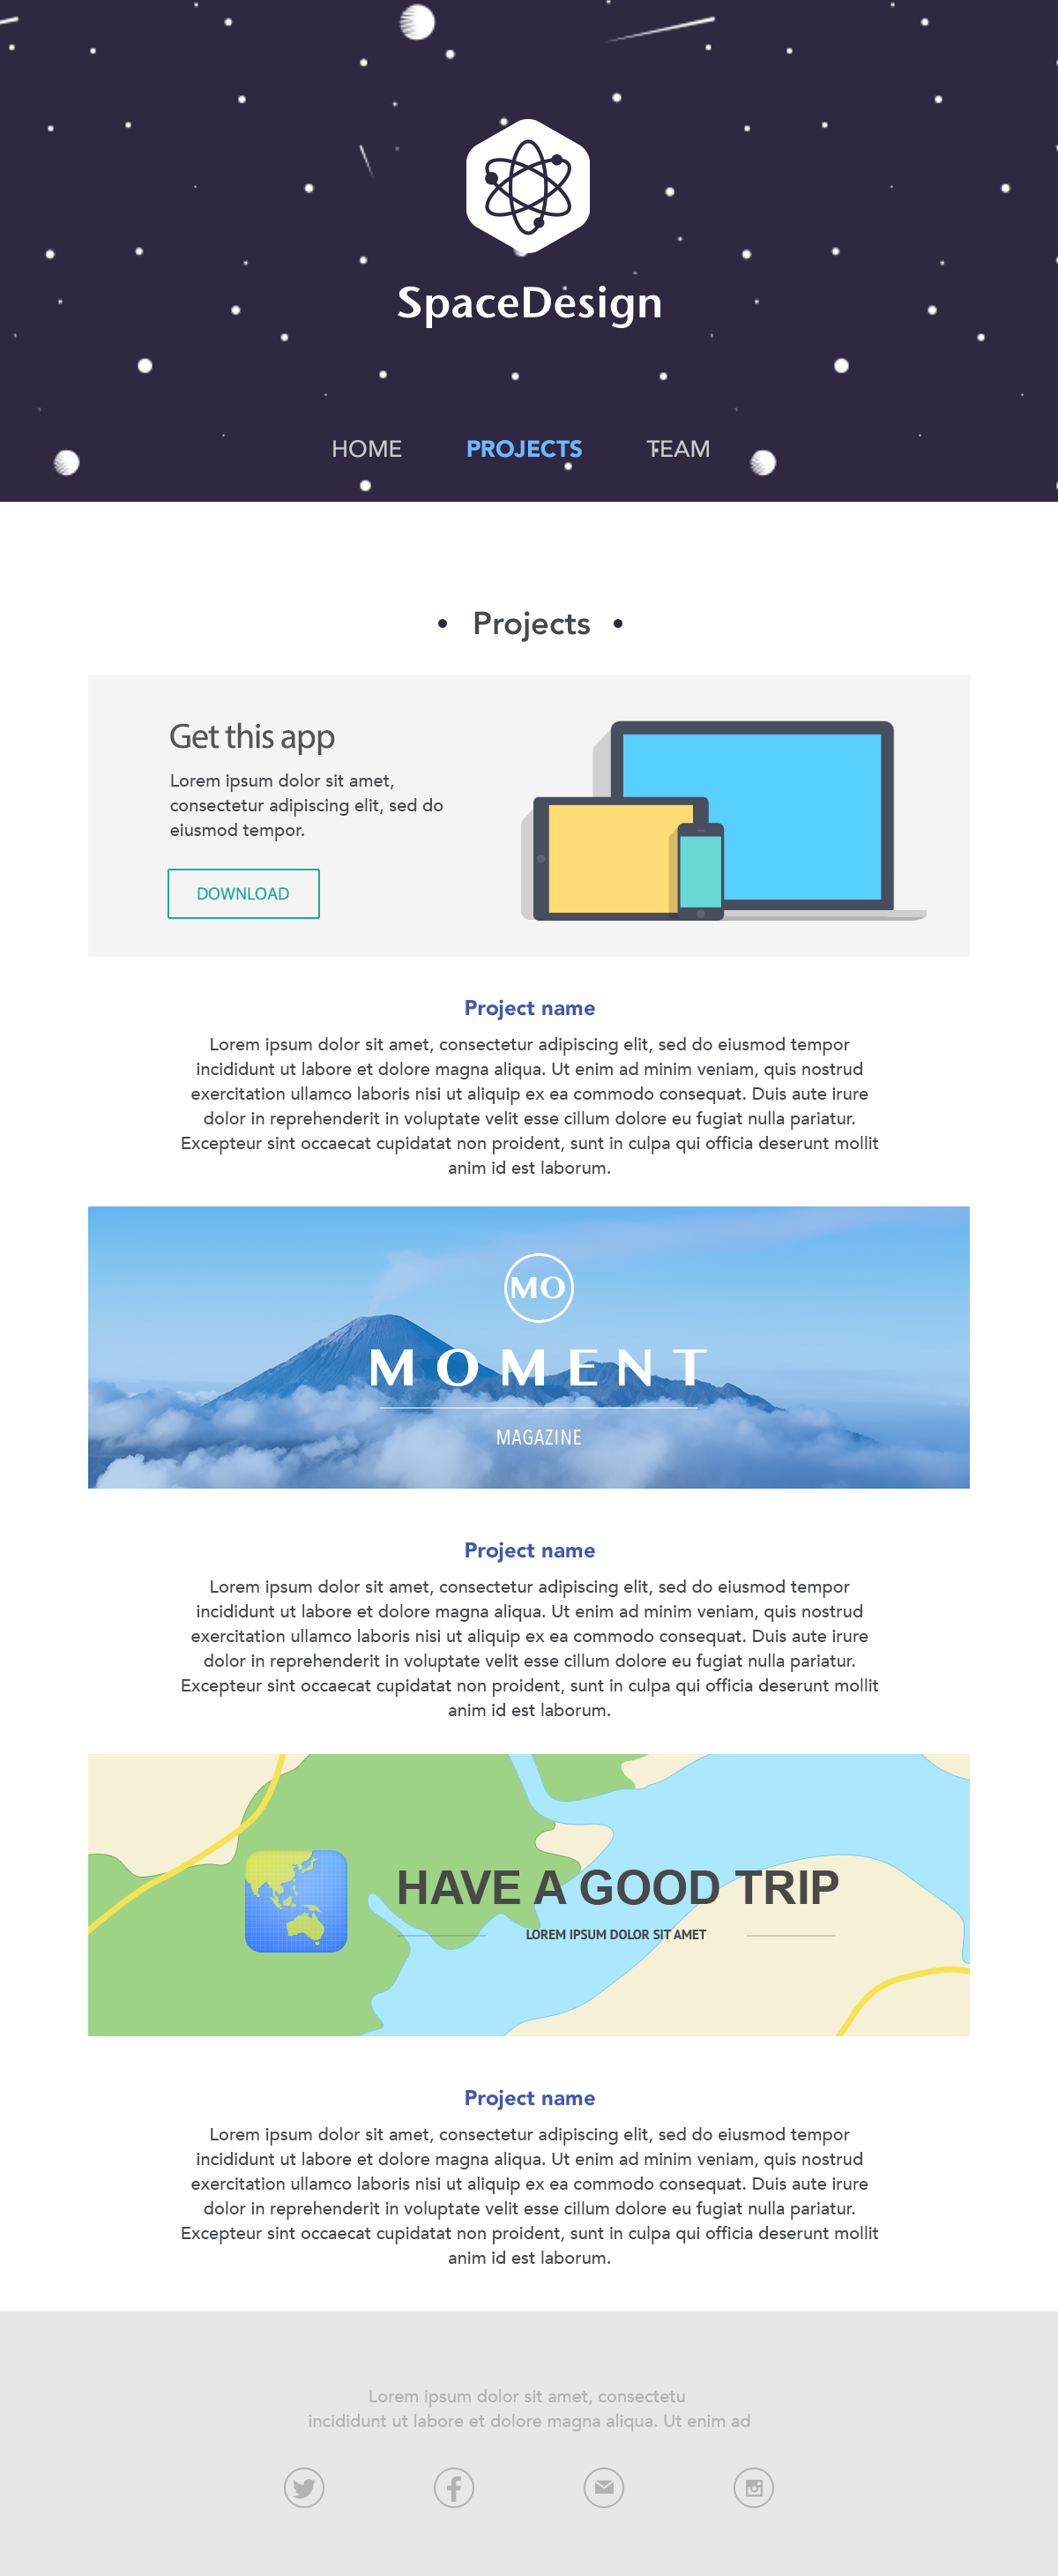 SpaceDesign
HOME PROJECTS TEAM
• Projects •
Get this app
Lorem ipsum dolor sit amet,
consectetur adipiscing elit, sed do
eiusmod tempor.
DOWNLOAD
Project name
Lorem ipsum dolor sit amet, consectetur adipiscing elit, sed do eiusmod tempor
incididunt ut labore et dolore magna aliqua. Ut enim ad minim veniam, quis nostrud
exercitation ullamco laboris nisi ut aliquip ex ea commodo consequat. Duis aute irure
dolor in reprehenderit in voluptate velit esse cillum dolore eu fugiat nulla pariatur.
Excepteur sint occaecat cupidatat non proident, sunt in culpa qui officia deserunt mollit
anim id est laborum.
MO
MOMENT
MAGAZINE
Project name
Lorem ipsum dolor sit amet, consectetur adipiscing elit, sed do eiusmod tempor
incididunt ut labore et dolore magna aliqua. Ut enim ad minim veniam, quis nostrud
exercitation ullamco laboris nisi ut aliquip ex ea commodo consequat. Duis aute irure
dolor in reprehenderit in voluptate velit esse cillum dolore eu fugiat nulla pariatur.
Excepteur sint occaecat cupidatat non proident, sunt in culpa qui officia deserunt mollit
anim id est laborum.
HAVE A GOOD TRIP
LOREM IPSUM DOLOR SIT AMET
Project name
Lorem ipsum dolor sit amet, consectetur adipiscing elit, sed do eiusmod tempor
incididunt ut labore et dolore magna aliqua. Ut enim ad minim veniam, quis nostrud
exercitation ullamco laboris nisi ut aliquip ex ea commodo consequat. Duis aute irure
dolor in reprehenderit in voluptate velit esse cillum dolore eu fugiat nulla pariatur.
Excepteur sint occaecat cupidatat non proident, sunt in culpa qui officia deserunt mollit
anim id est laborum.
Lorem ipsum dolor sit amet, consectetu
incididunt ut labore et dolore magna aliqua. Ut enim ad